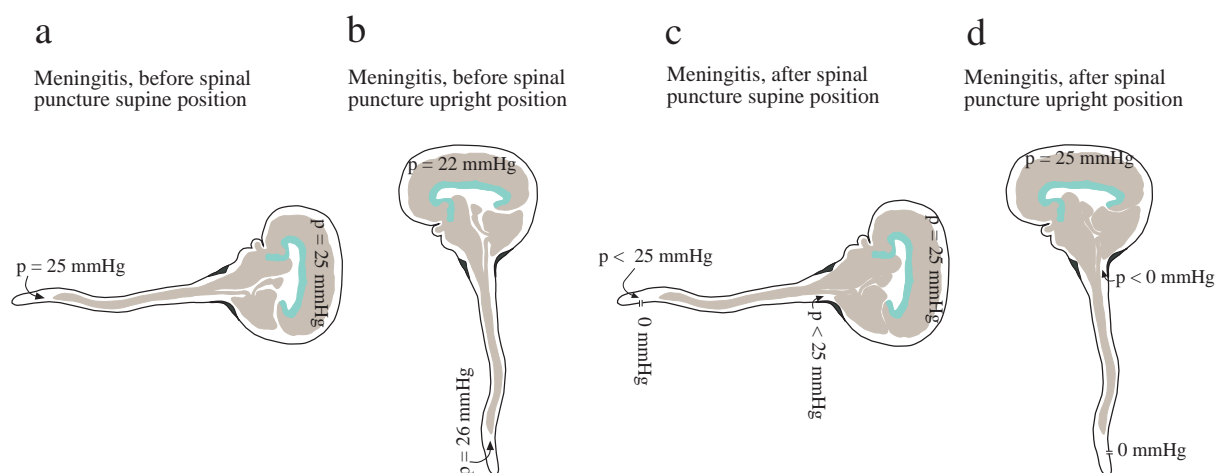 a
Meningitis, before spinal
puncture supine position
p = 25 mmHg
p = 25 mmHg
b
Meningitis, before spinal
puncture upright position
p = 22 mmHg
p = 26 mmHg
c
Meningitis, after spinal
puncture supine position
p < 25 mmHg
0 mmHg
p < 25 mmHg
p = 25 mmHg
d
Meningitis, after spinal
puncture upright position
p = 25 mmHg
p < 0 mmHg
0 mmHg